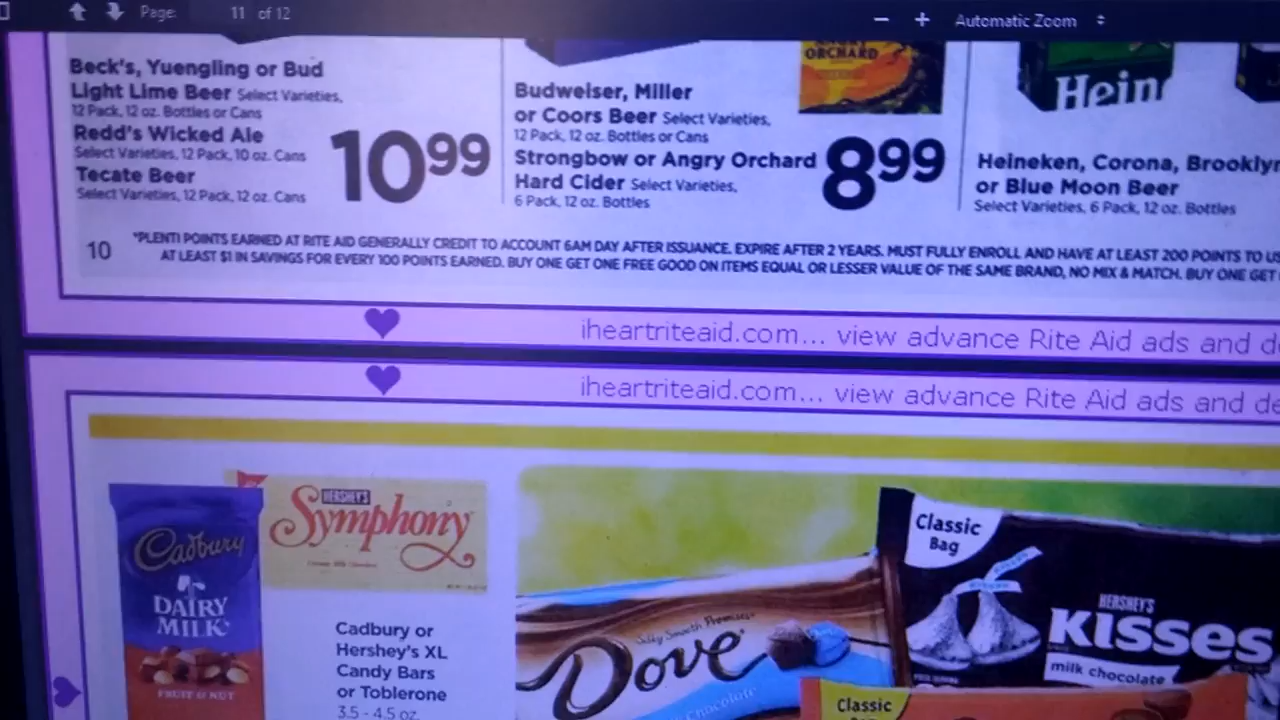 Page: 11 of 12
Automatic Zoom
Beck's, Yuengling or Bud
Light Lime Beer Select Varieties,
12 Pack, 12 oz. Bottles or Cans
Redd's Wicked Ale
Select Varieties, 12 Pack, 10 oz. Cans
Tecate Beer
Select Varieties, 12 Pack, 12 oz. Cans
10 99
Budweiser, Miller
or Coors Beer Select Varieties,
12 Pack, 12 oz. Bottles or Cans
Strongbow or Angry Orchard
Hard Cider Select Varieties,
6 Pack, 12 oz. Bottles
8 99
ORCHARD
Hein
Heineken, Corona, Brooklyn
or Blue Moon Beer
Select Varieties, 6 Pack, 12 oz. Bottles
10
*PLENTI POINTS EARNED AT RITE AID GENERALLY CREDIT TO ACCOUNT 6AM DAY AFTER ISSUANCE. EXPIRE AFTER 2 YEARS. MUST FULLY ENROLL AND HAVE AT LEAST 200 POINTS TO US
AT LEAST $1 IN SAVINGS FOR EVERY 100 POINTS EARNED. BUY ONE GET ONE FREE GOOD ON ITEMS EQUAL OR LESSER VALUE OF THE SAME BRAND, NO MIX & MATCH. BUY ONE GET
iheartriteaid.com... view advance Rite Aid ads and d
iheartriteaid.com... view advance Rite Aid ads and de
Cadbury
DAIRY
MILK
FRUIT & NUT
HERSHEY'S
Symphony
Cadbury or
Hershey's XL
Candy Bars
or Toblerone
3.5 - 4.5 oz.
Silky Smooth Promises
Dove
Chocolate
Classic
Bag
HERSHEY'S
KISSES
milk chocolate
Classic